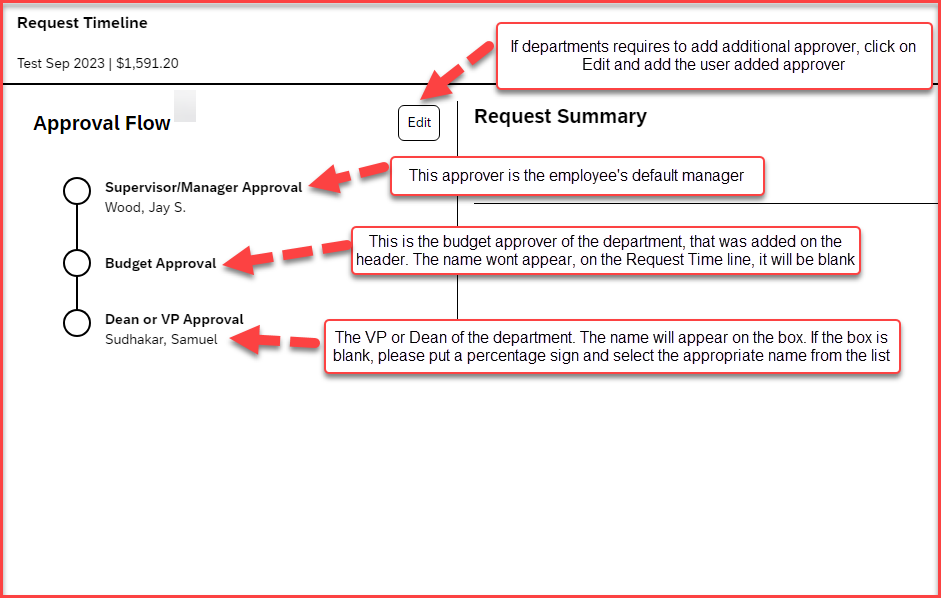 Request Timeline
Test Sep 2023 | $1,591.20
If departments requires to add additional approver, click on
Edit and add the user added approver
Approval Flow
Edit
Request Summary
Supervisor/Manager Approval
Wood, Jay S.
This approver is the employee's default manager
Budget Approval
This is the budget approver of the department, that was added on the
header. The name wont appear, on the Request Time line, it will be blank
Dean or VP Approval
Sudhakar, Samuel
The VP or Dean of the department. The name will appear on the box. If the box is
blank, please put a percentage sign and select the appropriate name from the list